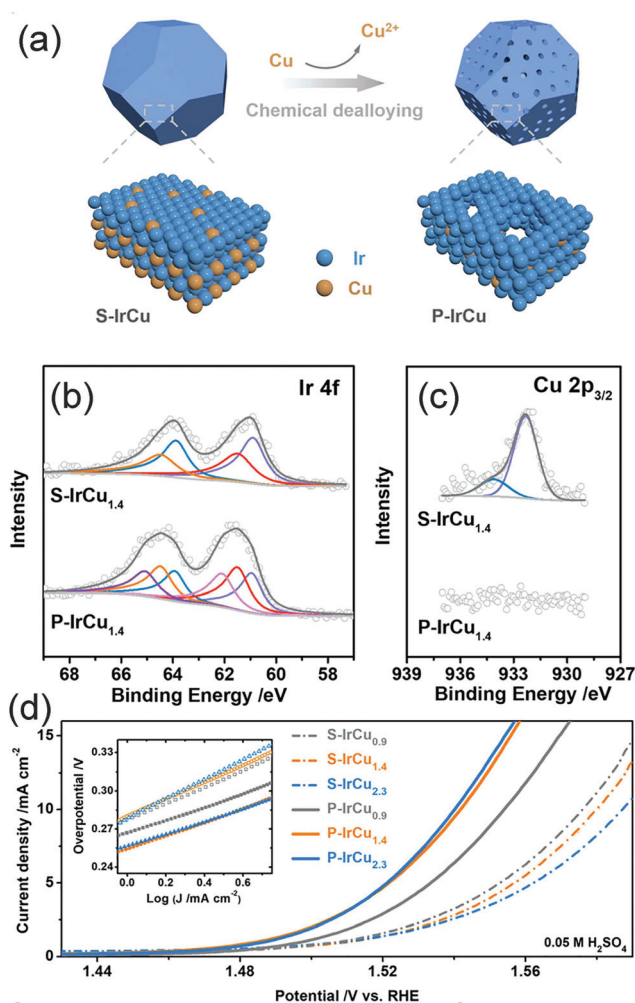 (a)
Cu
Cu2+
Chemical dealloying
Ir
Cu
S-IrCu
P-IrCu
(b)
Ir 4f
S-IrCu1.4
P-IrCu1.4
Intensity
69 66 63 60 57
Binding Energy /eV
(c)
Cu 2p3/2
S-IrCu1.4
P-IrCu1.4
Intensity
939 936 933 930 927
Binding Energy /eV
(d)
15
10
5
0
Current density /mA cm-2
0.33
0.30
0.27
0.24
Overpotential /V
0.0 0.2 0.4 0.6
Log (J /mA cm-2)
S-IrCu0.9
S-IrCu1.4
S-IrCu2.3
P-IrCu0.9
P-IrCu1.4
P-IrCu2.3
0.05 M H2SO4
1.44 1.48 1.52 1.56
Potential /V vs. RHE